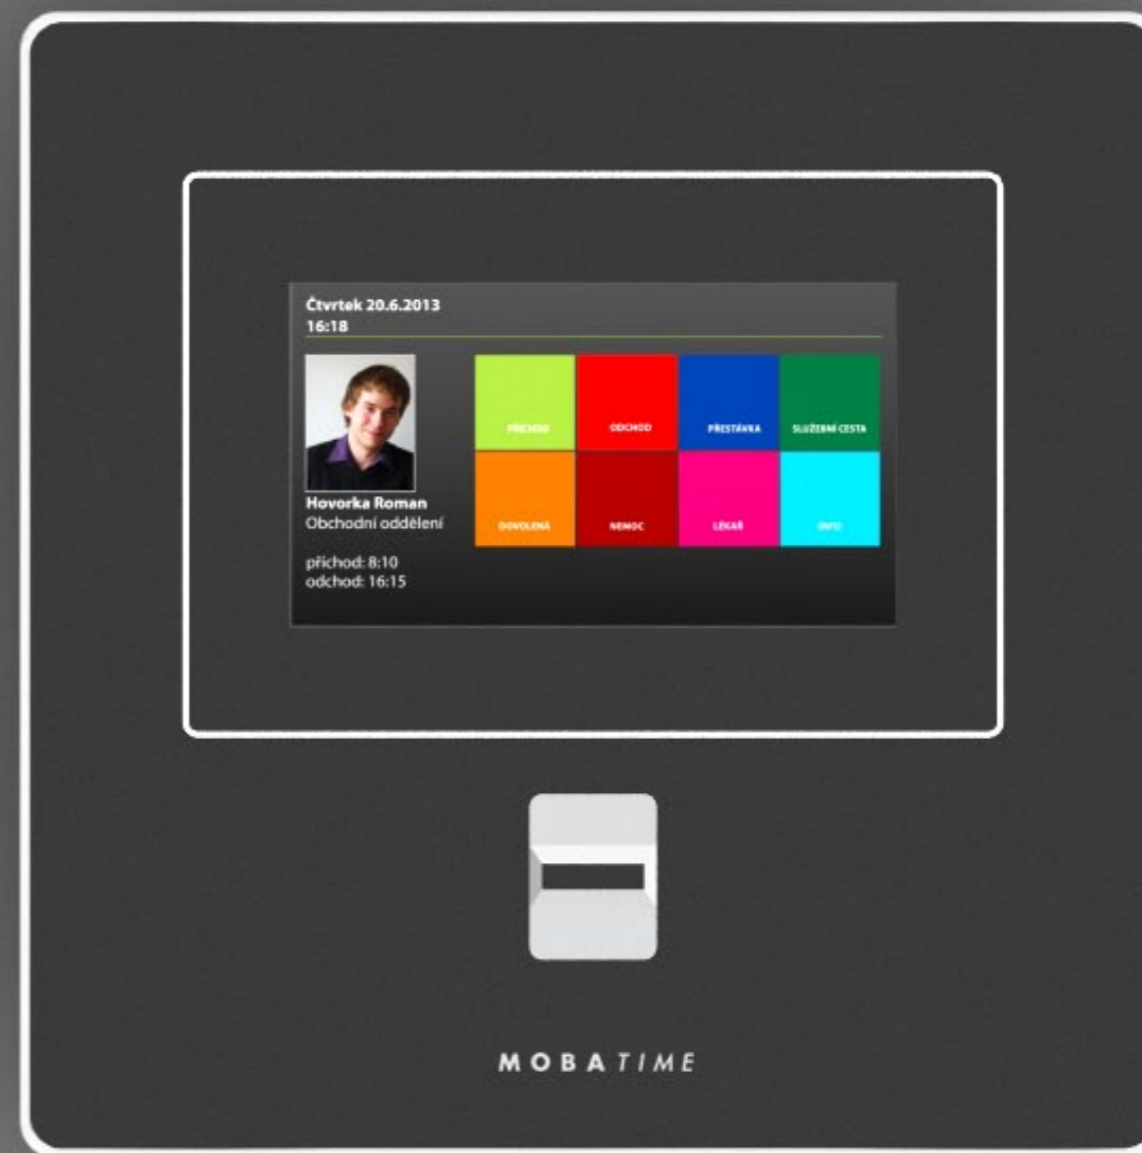 Čtvrtek 20.6.2013
16:18
PŘÍCHOD
ODCHOD
PŘESTÁVKA
SLUŽEBNÍ CESTA
Hovorka Roman
Obchodní oddělení
DOVOLENÁ
NEMOC
LÉKAŘ
INFO
příchod: 8:10
odchod: 16:15
MOBATIME